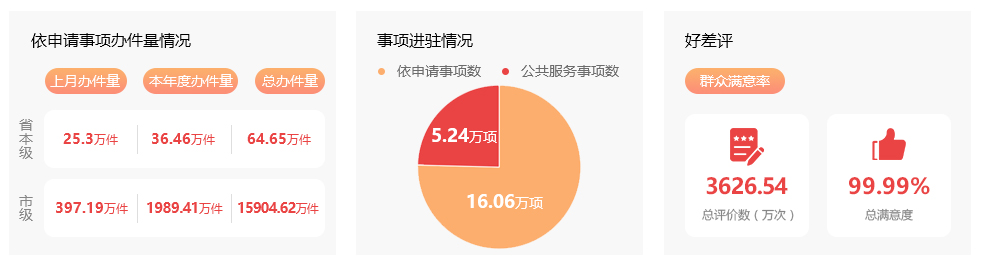 依申请事项办件量情况
上月办件量 本年度办件量 总办件量
省本级 25.3万件 36.46万件 64.65万件
市级 397.19万件 1989.41万件 15904.62万件
事项进驻情况
依申请事项数 公共服务事项数
5.24万项
16.06万项
好差评
群众满意率
3626.54 99.99%
总评价数（万次） 总满意度